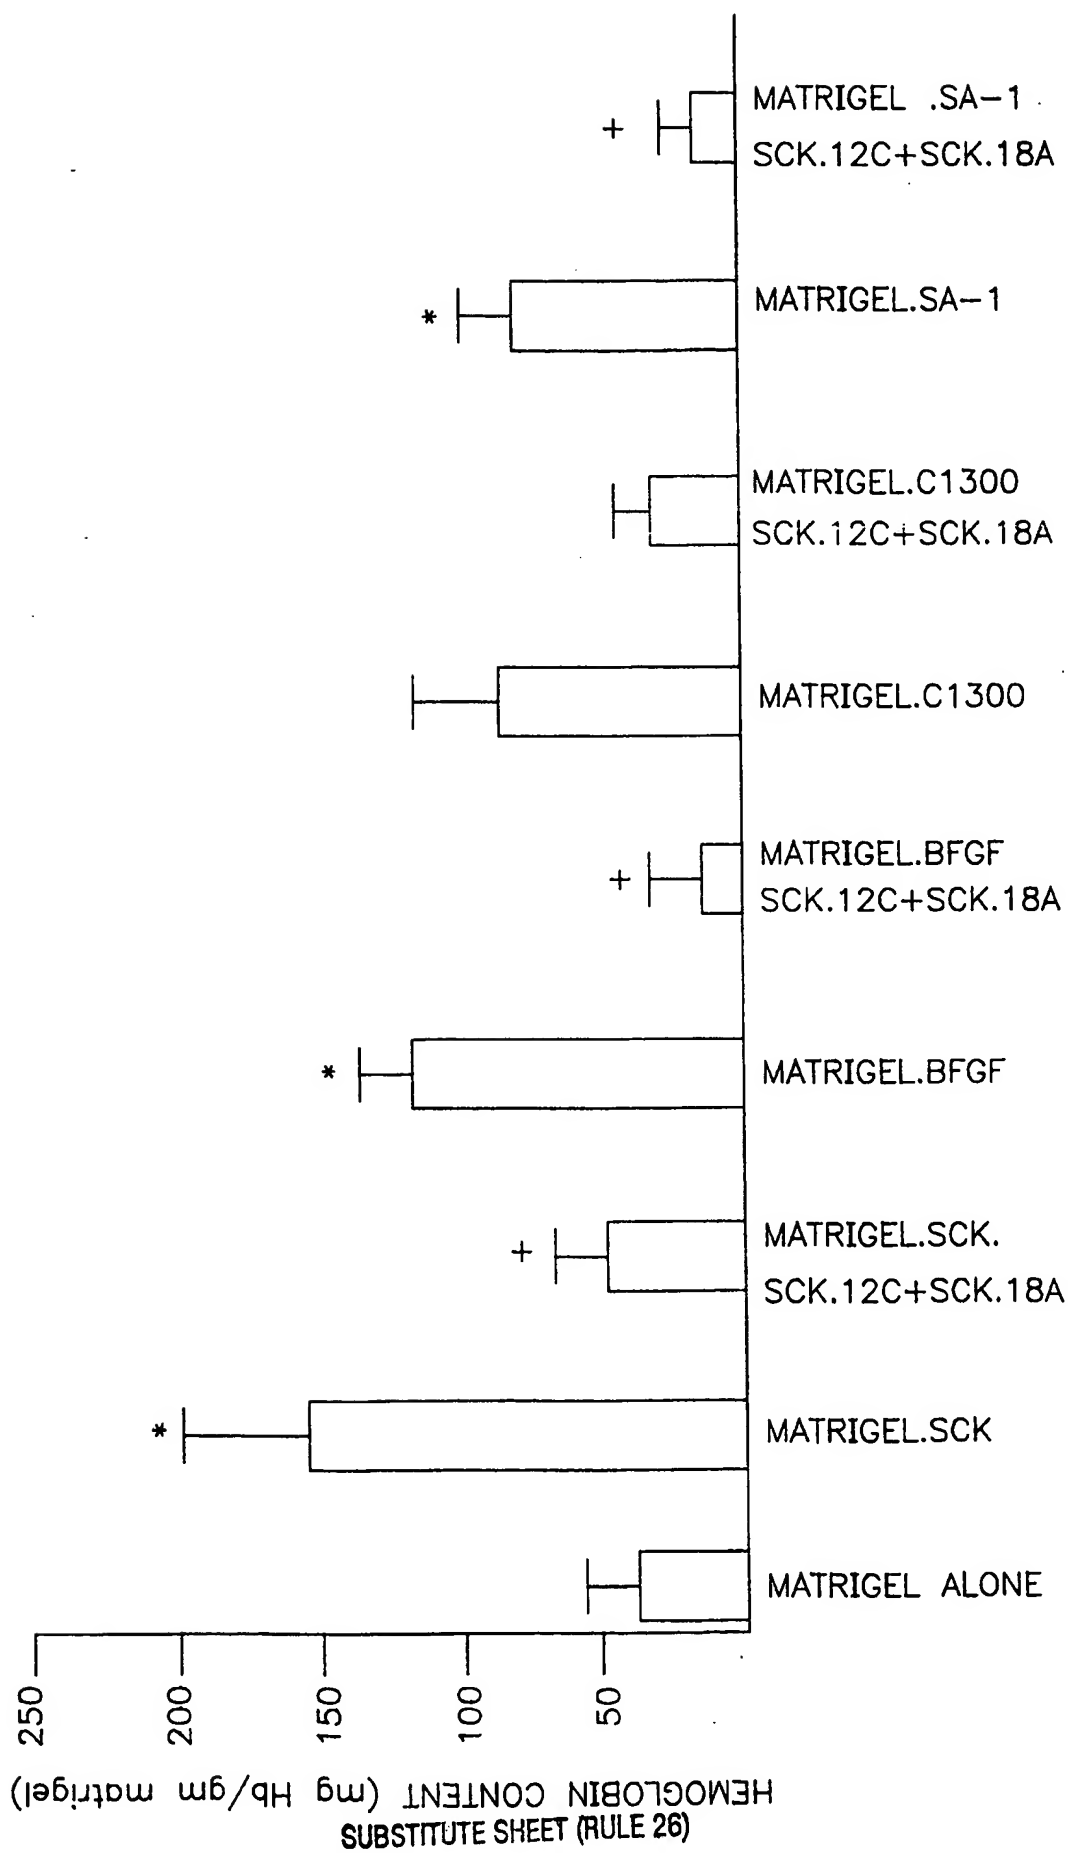 MATRIGEL .SA-1
SCK.12C+SCK.18A
+
MATRIGEL.SA-1
*
MATRIGEL.C1300
SCK.12C+SCK.18A
MATRIGEL.C1300
MATRIGEL.BFGF
SCK.12C+SCK.18A
+
MATRIGEL.BFGF
*
MATRIGEL.SCK.
SCK.12C+SCK.18A
+
MATRIGEL.SCK
*
MATRIGEL ALONE
250
200
150
100
50
HEMOGLOBIN CONTENT (mg Hb/gm matrigel)
SUBSTITUTE SHEET (RULE 26)